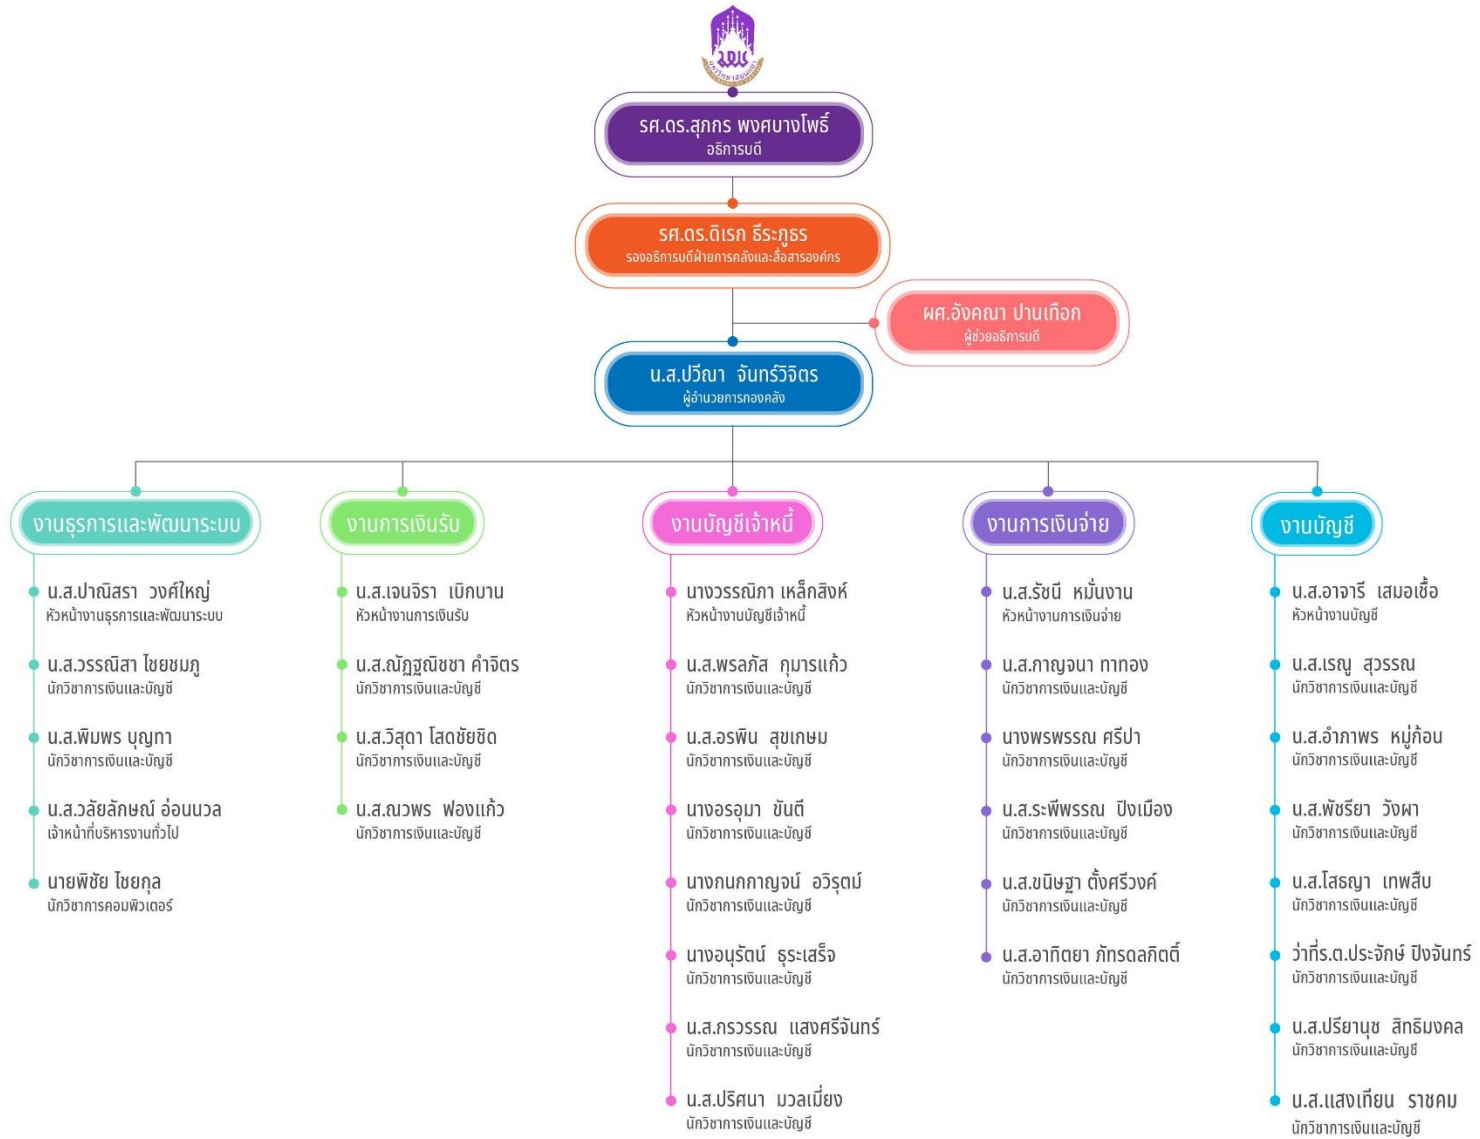 มหาวิทยาลัยพะเยา
รศ.ดร.สุภกร พงศบางโพธิ์
อธิการบดี
รศ.ดร.ดิเรก ธีระภูธร
รองอธิการบดีฝ่ายการคลังและสื่อสารองค์กร
ผศ.อังคณา ปานเทือก
ผู้ช่วยอธิการบดี
น.ส.ปวีณา จันทร์วิจิตร
ผู้อำนวยการกองคลัง
งานธุรการและพัฒนาระบบ
น.ส.ปาณิสรา วงศ์ใหญ่
หัวหน้างานธุรการและพัฒนาระบบ
น.ส.วรรณิสา ไชยชมภู
นักวิชาการเงินและบัญชี
น.ส.พิมพร บุญทา
นักวิชาการเงินและบัญชี
น.ส.วลัยลักษณ์ อ่อนนวล
เจ้าหน้าที่บริหารงานทั่วไป
นายพิชัย ไชยกุล
นักวิชาการคอมพิวเตอร์
งานการเงินรับ
น.ส.เจนจิรา เบิกบาน
หัวหน้างานการเงินรับ
น.ส.ณัฏฐณิชชา คำจิตร
นักวิชาการเงินและบัญชี
น.ส.วิสุดา โสดชัยชิด
นักวิชาการเงินและบัญชี
น.ส.ณวพร ฟองแก้ว
นักวิชาการเงินและบัญชี
งานบัญชีเจ้าหนี้
นางวรรณิภา เหล็กสิงห์
หัวหน้างานบัญชีเจ้าหนี้
น.ส.พรลภัส กุมารแก้ว
นักวิชาการเงินและบัญชี
น.ส.อรพิน สุขเกษม
นักวิชาการเงินและบัญชี
นางอรอุมา ขันตี
นักวิชาการเงินและบัญชี
นางกนกกาญจน์ อวิรุตม์
นักวิชาการเงินและบัญชี
นางอนุรัตน์ ธุระเสร็จ
นักวิชาการเงินและบัญชี
น.ส.กรวรรณ แสงศรีจันทร์
นักวิชาการเงินและบัญชี
น.ส.ปริศนา มวลเมี่ยง
นักวิชาการเงินและบัญชี
งานการเงินจ่าย
น.ส.รัชนี หมั่นงาน
หัวหน้างานการเงินจ่าย
น.ส.กาญจนา ทาทอง
นักวิชาการเงินและบัญชี
นางพรพรรณ ศรีปา
นักวิชาการเงินและบัญชี
น.ส.ระพีพรรณ ปิงเมือง
นักวิชาการเงินและบัญชี
น.ส.ขนิษฐา ตั้งศรีวงค์
นักวิชาการเงินและบัญชี
น.ส.อาทิตยา ภัทรดลกิตติ์
นักวิชาการเงินและบัญชี
งานบัญชี
น.ส.อาจารี เสมอเชื้อ
หัวหน้างานบัญชี
น.ส.เรณู สุวรรณ
นักวิชาการเงินและบัญชี
น.ส.อำภาพร หมู่ก้อน
นักวิชาการเงินและบัญชี
น.ส.พัชรียา วังผา
นักวิชาการเงินและบัญชี
น.ส.โสธญา เทพสืบ
นักวิชาการเงินและบัญชี
ว่าที่ร.ต.ประจักษ์ ปิงจันทร์
นักวิชาการเงินและบัญชี
น.ส.ปรียานุช สิทธิมงคล
นักวิชาการเงินและบัญชี
น.ส.แสงเทียน ราชคม
นักวิชาการเงินและบัญชี